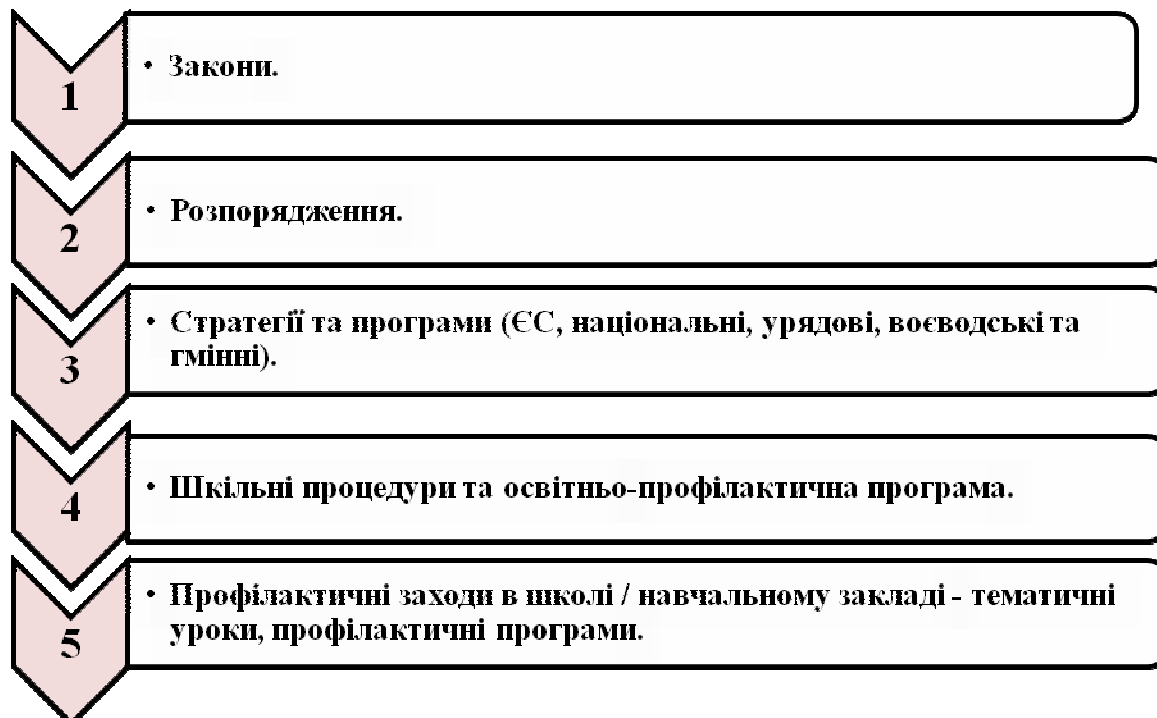 1
• Закони.
2
• Розпорядження.
3
• Стратегії та програми (ЄС, національні, урядові, воєводські та
гмінні).
4
• Шкільні процедури та освітньо-профілактична програма.
5
• Профілактичні заходи в школі / навчальному закладі - тематичні
уроки, профілактичні програми.